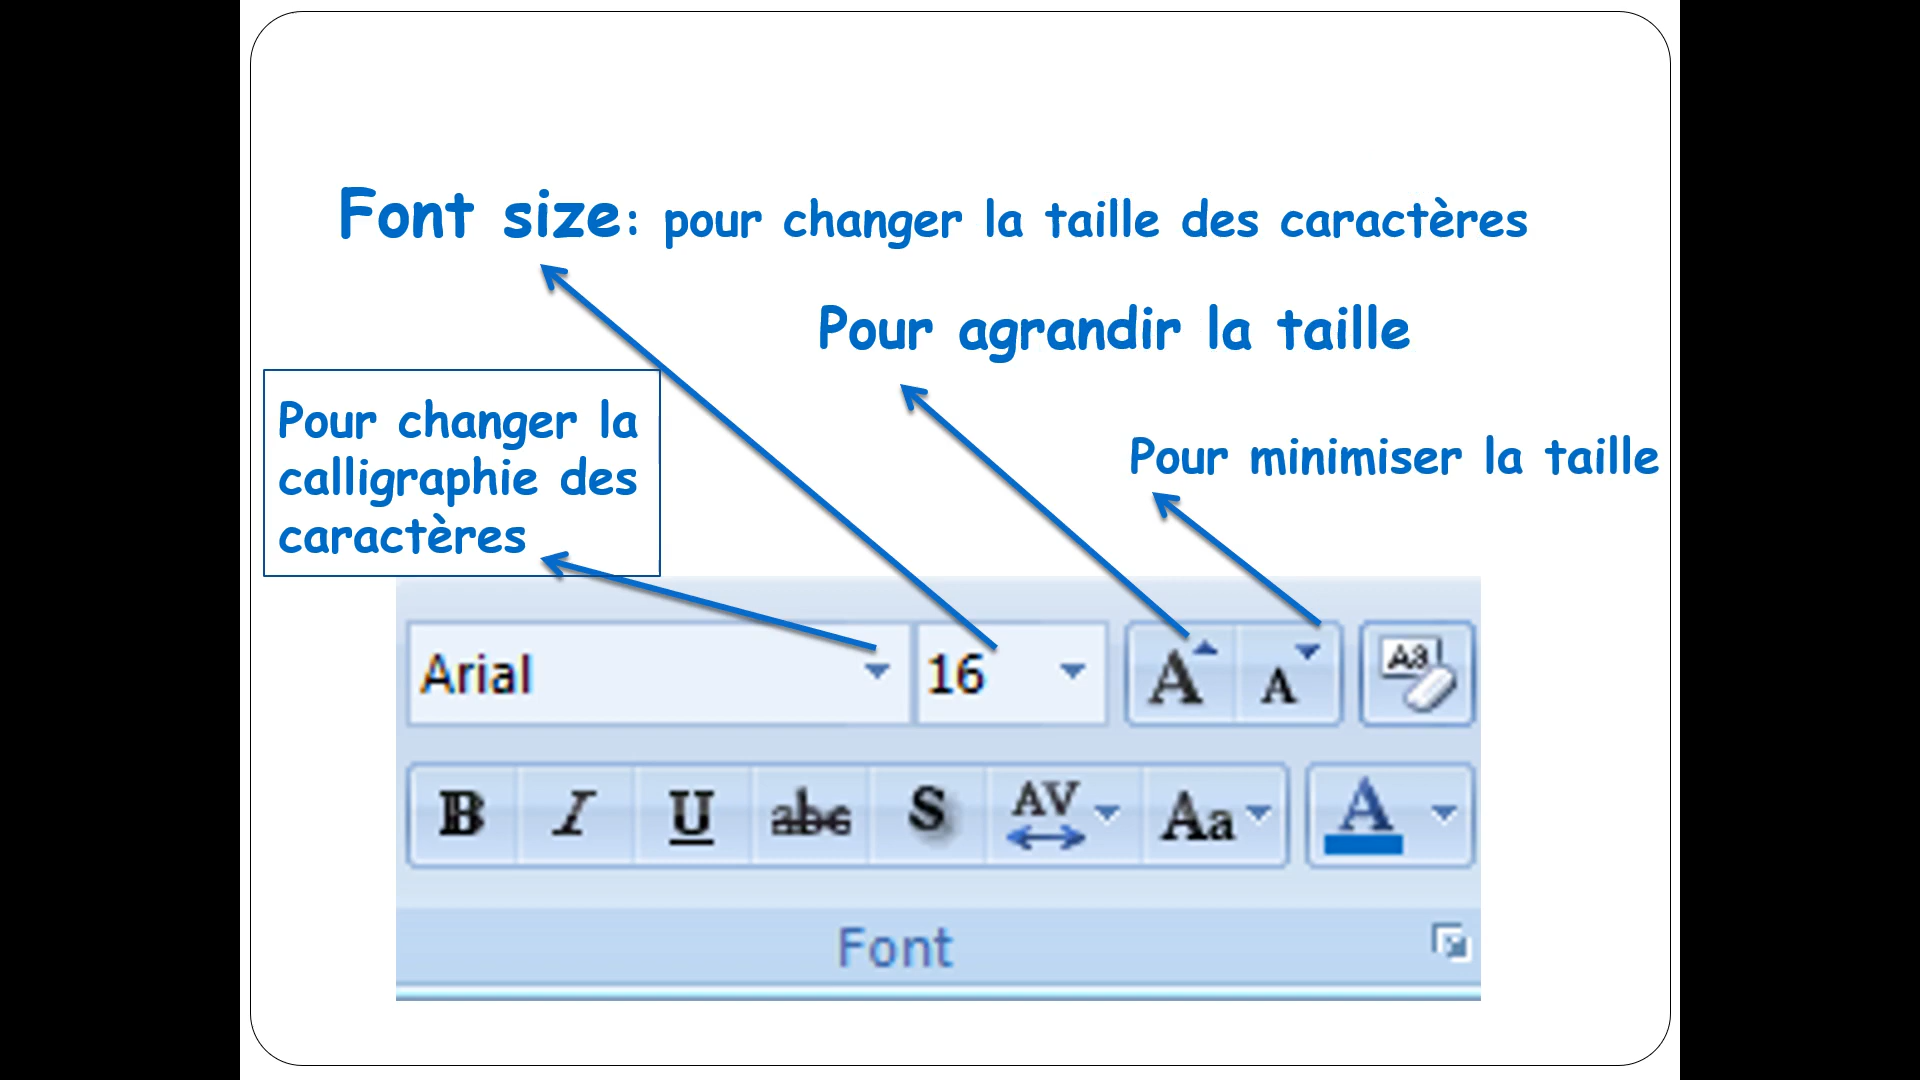 Font size: pour changer la taille des caractères
Pour agrandir la taille
Pour changer la
calligraphie des
caractères
Pour minimiser la taille
Arial 16 A A Aa
B I U abc S AV Aa A
Font